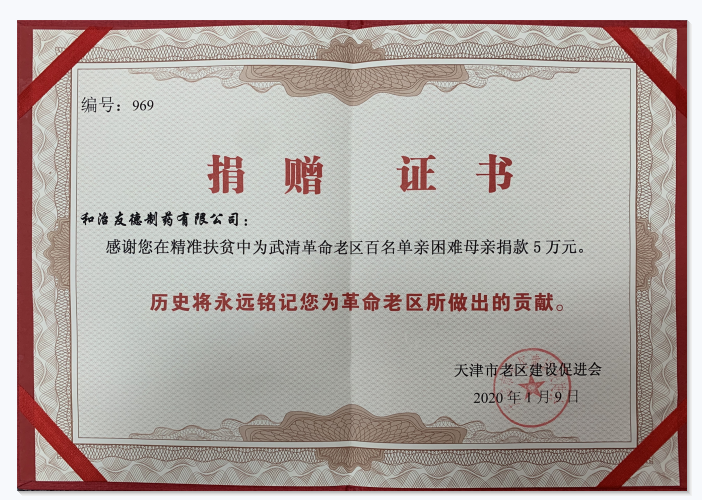 编号：969
捐赠 证书
和治友德制药有限公司：
感谢您在精准扶贫中为武清革命老区百名单亲困难母亲捐款 5 万元。
历史将永远铭记您为革命老区所做出的贡献。
天津市老区建设促进会
2020 年 1 月 9 日